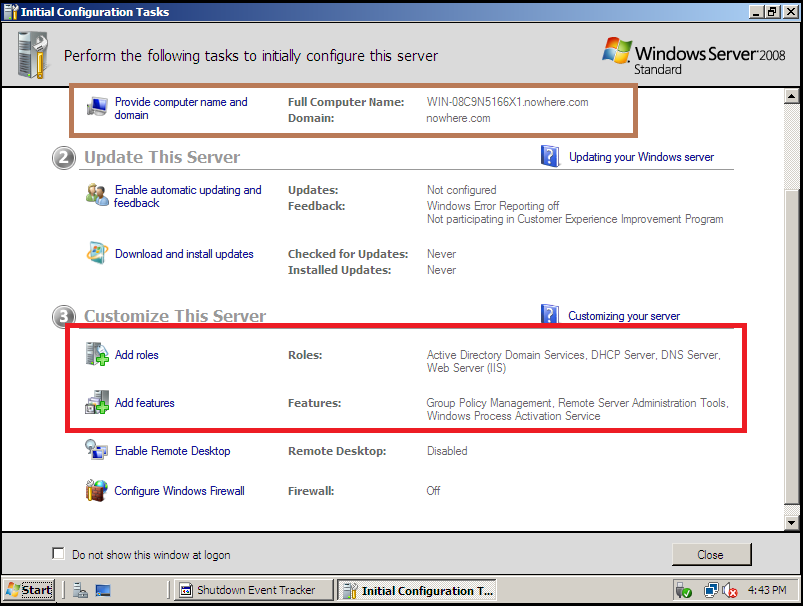 Initial Configuration Tasks
Perform the following tasks to initially configure this server
Windows Server 2008
Standard
Provide computer name and
domain
Full Computer Name: WIN-08C9N5166X1.nowhere.com
Domain: nowhere.com
2 Update This Server
Updating your Windows server
Enable automatic updating and
feedback
Updates: Not configured
Feedback: Windows Error Reporting off
Not participating in Customer Experience Improvement Program
Download and install updates
Checked for Updates: Never
Installed Updates: Never
3 Customize This Server
Customizing your server
Add roles
Roles: Active Directory Domain Services, DHCP Server, DNS Server,
Web Server (IIS)
Add features
Features: Group Policy Management, Remote Server Administration Tools,
Windows Process Activation Service
Enable Remote Desktop
Remote Desktop: Disabled
Configure Windows Firewall
Firewall: Off
Do not show this window at logon
Close
Start
Shutdown Event Tracker
Initial Configuration T...
4:43 PM